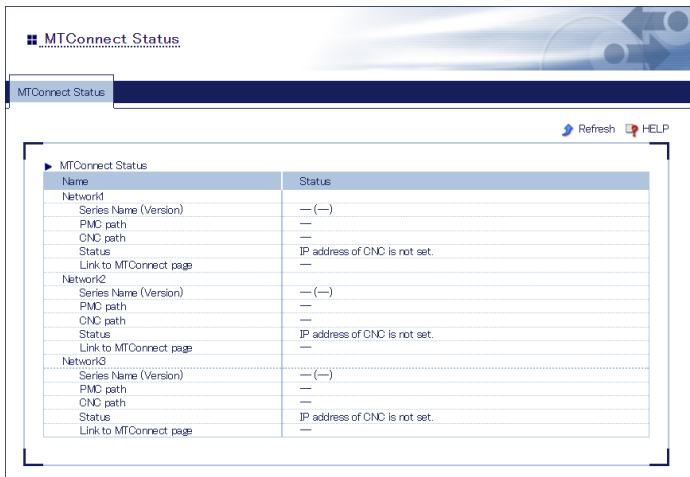 MTConnect Status
MTConnect Status
Refresh HELP
MTConnect Status
Name Status
Network1
Series Name (Version) —(—)
PMC path —
CNC path —
Status IP address of CNC is not set.
Link to MTConnect page —
Network2
Series Name (Version) —(—)
PMC path —
CNC path —
Status IP address of CNC is not set.
Link to MTConnect page —
Network3
Series Name (Version) —(—)
PMC path —
CNC path —
Status IP address of CNC is not set.
Link to MTConnect page —